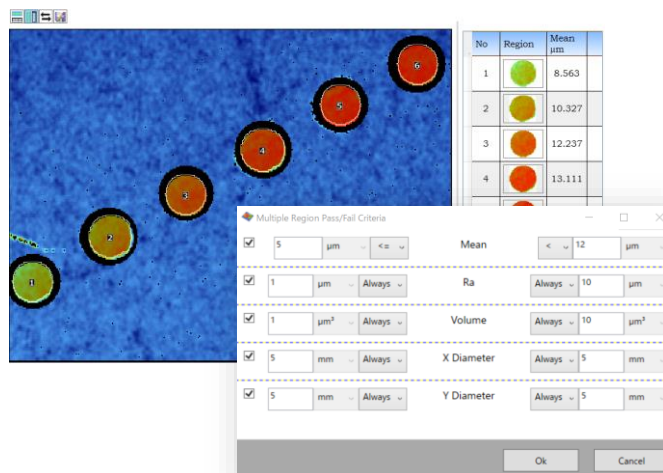 No Region Mean µm
1 8.563
2 10.327
3 12.237
4 13.111
6
5
4
3
2
1
Multiple Region Pass/Fail Criteria
5 µm <= Mean < 12 µm
1 µm Always Ra Always 10 µm
1 µm³ Always Volume Always 10 µm³
5 mm Always X Diameter Always 5 mm
5 mm Always Y Diameter Always 5 mm
Ok Cancel